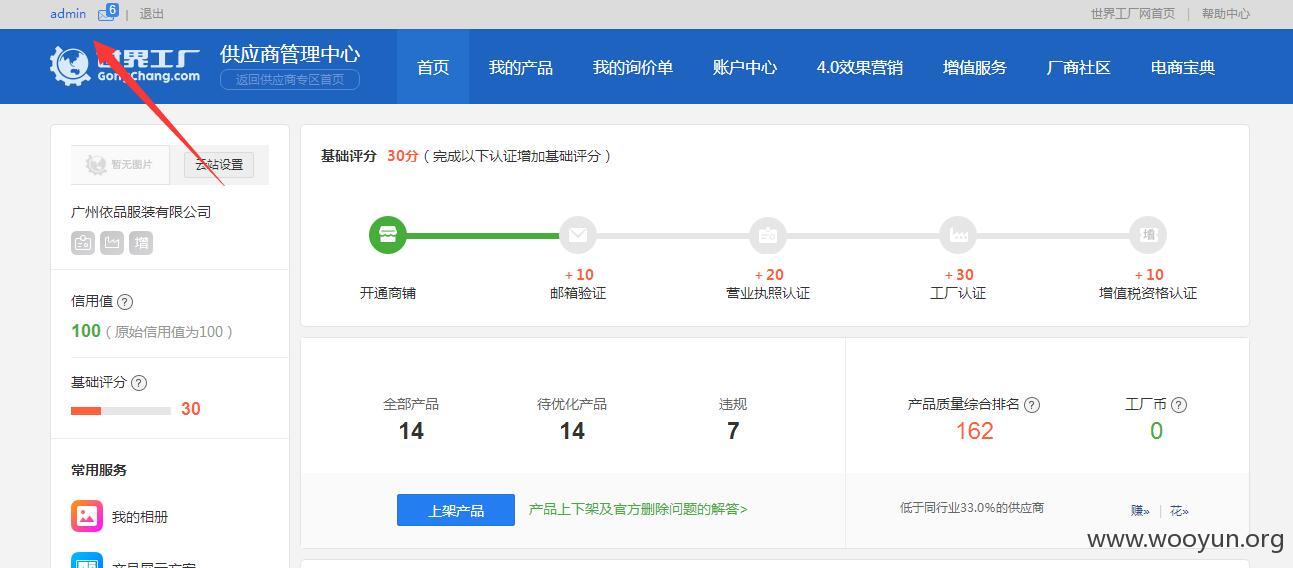 admin 6 | 退出
世界工厂网首页 | 帮助中心
世界工厂
GongChang.com
供应商管理中心
返回供应商专区首页
首页 我的产品 我的询价单 账户中心 4.0效果营销 增值服务 厂商社区 电商宝典
暂无图片
云站设置
广州依品服装有限公司
增
信用值 ?
100 ( 原始信用值为100 )
基础评分 ?
30
常用服务
我的相册
基础评分 30分 ( 完成以下认证增加基础评分 )
增
+10 +20 +30 +10
开通商铺 邮箱验证 营业执照认证 工厂认证 增值税资格认证
全部产品 待优化产品 违规
14 14 7
产品质量综合排名 ? 工厂币 ?
162 0
上架产品 产品上下架及官方删除问题的解答>
低于同行业33.0%的供应商
赚» | 花»
www.wooyun.org